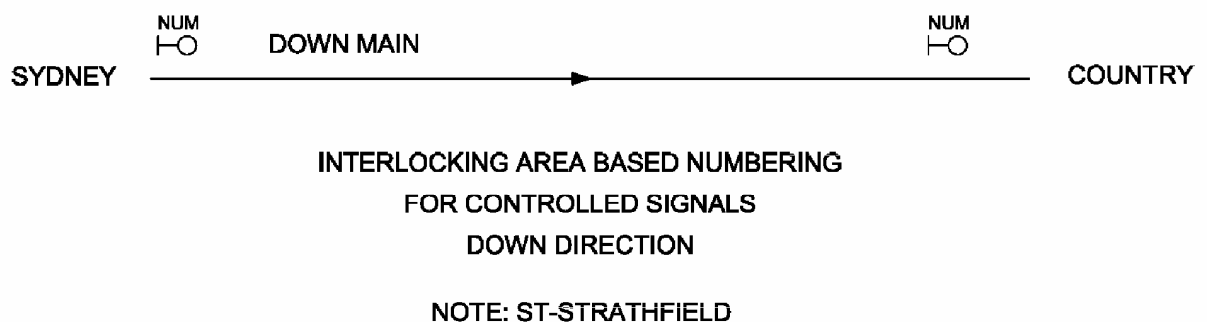 NUM NUM
DOWN MAIN
SYDNEY COUNTRY
INTERLOCKING AREA BASED NUMBERING
FOR CONTROLLED SIGNALS
DOWN DIRECTION
NOTE: ST-STRATHFIELD